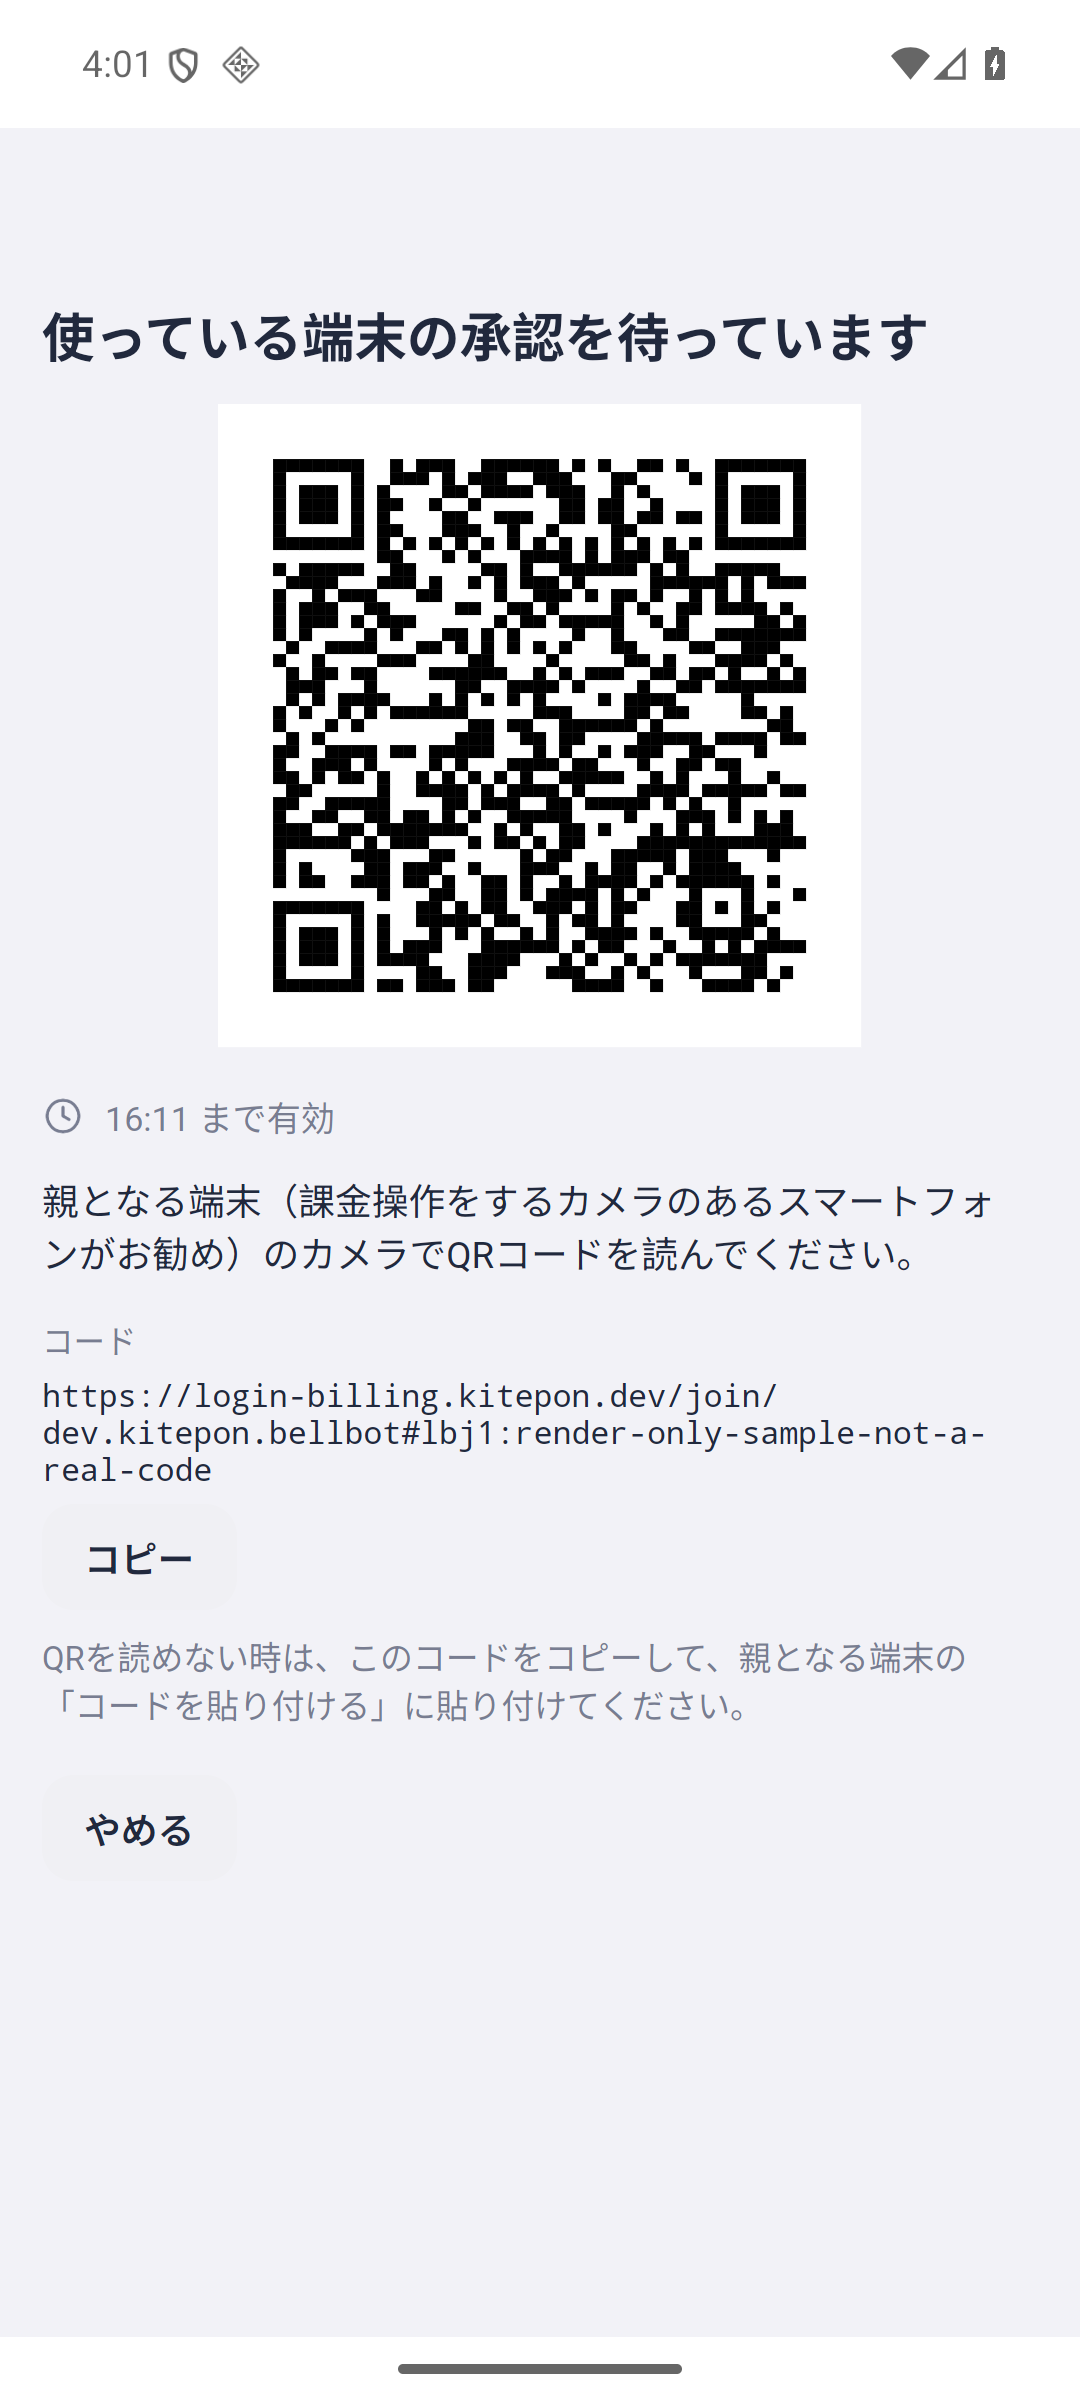 4:01
使っている端末の承認を待っています
16:11 まで有効
親となる端末（課金操作をするカメラのあるスマートフォ
ンがお勧め）のカメラでQRコードを読んでください。
コード
https://login-billing.kitepon.dev/join/
dev.kitepon.bellbot#lbj1:render-only-sample-not-a-
real-code
コピー
QRを読めない時は、このコードをコピーして、親となる端末の
「コードを貼り付ける」に貼り付けてください。
やめる